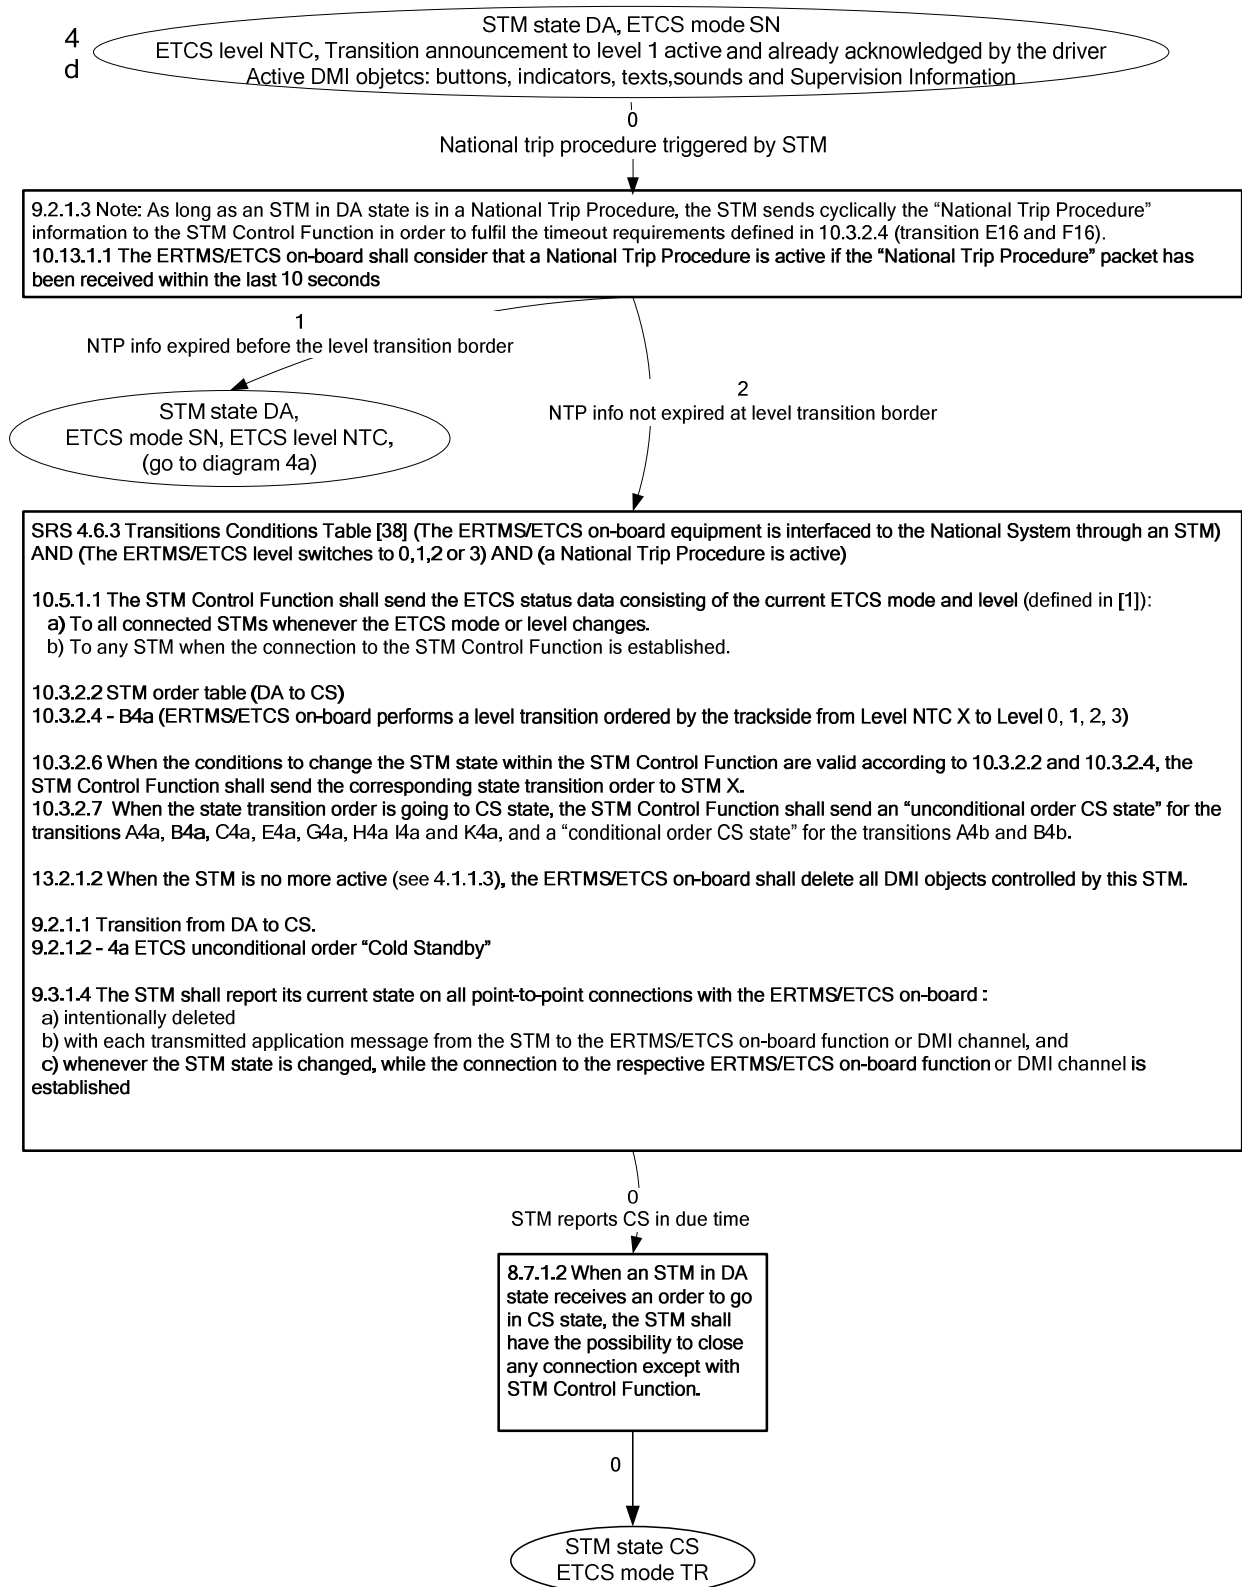 4
d
STM state DA, ETCS mode SN
ETCS level NTC, Transition announcement to level 1 active and already acknowledged by the driver
Active DMI objetcs: buttons, indicators, texts,sounds and Supervision Information
0
National trip procedure triggered by STM
9.2.1.3 Note: As long as an STM in DA state is in a National Trip Procedure, the STM sends cyclically the “National Trip Procedure”
information to the STM Control Function in order to fulfil the timeout requirements defined in 10.3.2.4 (transition E16 and F16).
10.13.1.1 The ERTMS/ETCS on-board shall consider that a National Trip Procedure is active if the “National Trip Procedure” packet has
been received within the last 10 seconds
1
NTP info expired before the level transition border
2
NTP info not expired at level transition border
STM state DA,
ETCS mode SN, ETCS level NTC,
(go to diagram 4a)
SRS 4.6.3 Transitions Conditions Table [38] (The ERTMS/ETCS on-board equipment is interfaced to the National System through an STM)
AND (The ERTMS/ETCS level switches to 0,1,2 or 3) AND (a National Trip Procedure is active)
10.5.1.1 The STM Control Function shall send the ETCS status data consisting of the current ETCS mode and level (defined in [1]):
a) To all connected STMs whenever the ETCS mode or level changes.
b) To any STM when the connection to the STM Control Function is established.
10.3.2.2 STM order table (DA to CS)
10.3.2.4 - B4a (ERTMS/ETCS on-board performs a level transition ordered by the trackside from Level NTC X to Level 0, 1, 2, 3)
10.3.2.6 When the conditions to change the STM state within the STM Control Function are valid according to 10.3.2.2 and 10.3.2.4, the
STM Control Function shall send the corresponding state transition order to STM X.
10.3.2.7 When the state transition order is going to CS state, the STM Control Function shall send an “unconditional order CS state” for the
transitions A4a, B4a, C4a, E4a, G4a, H4a I4a and K4a, and a “conditional order CS state” for the transitions A4b and B4b.
13.2.1.2 When the STM is no more active (see 4.1.1.3), the ERTMS/ETCS on-board shall delete all DMI objects controlled by this STM.
9.2.1.1 Transition from DA to CS.
9.2.1.2 - 4a ETCS unconditional order “Cold Standby”
9.3.1.4 The STM shall report its current state on all point-to-point connections with the ERTMS/ETCS on-board :
a) intentionally deleted
b) with each transmitted application message from the STM to the ERTMS/ETCS on-board function or DMI channel, and
c) whenever the STM state is changed, while the connection to the respective ERTMS/ETCS on-board function or DMI channel is
established
0
STM reports CS in due time
8.7.1.2 When an STM in DA
state receives an order to go
in CS state, the STM shall
have the possibility to close
any connection except with
STM Control Function.
0
STM state CS
ETCS mode TR